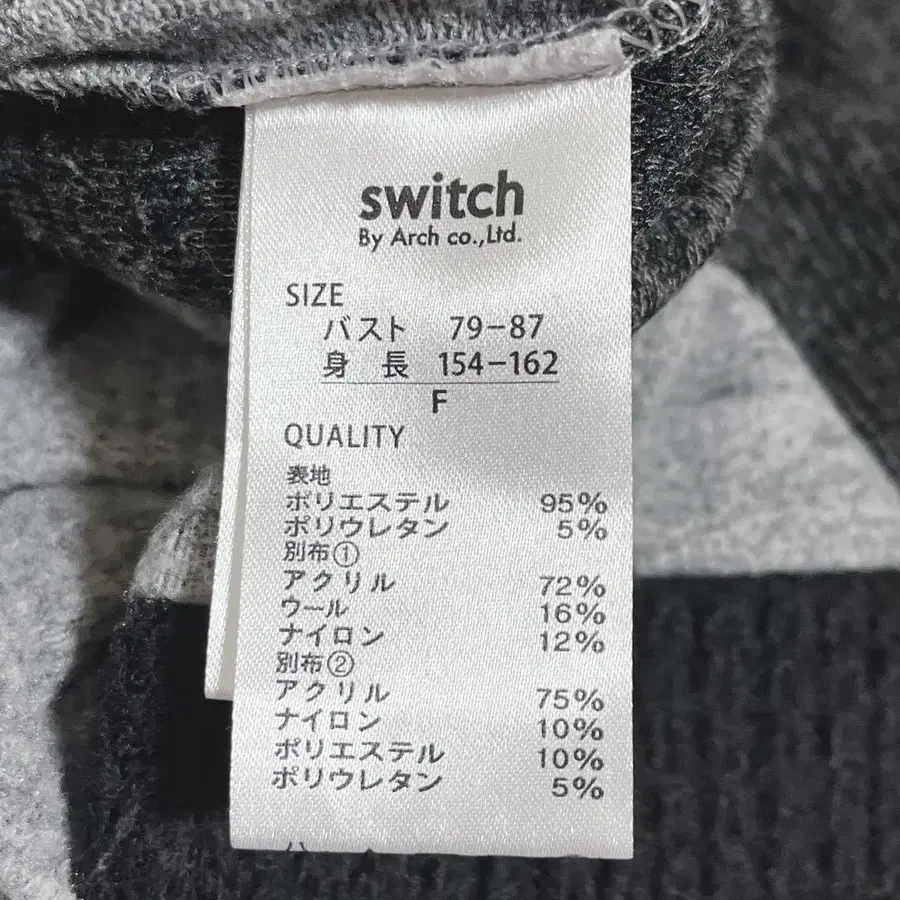 switch
By Arch co.,Ltd.
SIZE
バスト 79-87
身 長 154-162
F
QUALITY
表地
ポリエステル 95%
ポリウレタン 5%
別布①
アクリル 72%
ウール 16%
ナイロン 12%
別布②
アクリル 75%
ナイロン 10%
ポリエステル 10%
ポリウレタン 5%